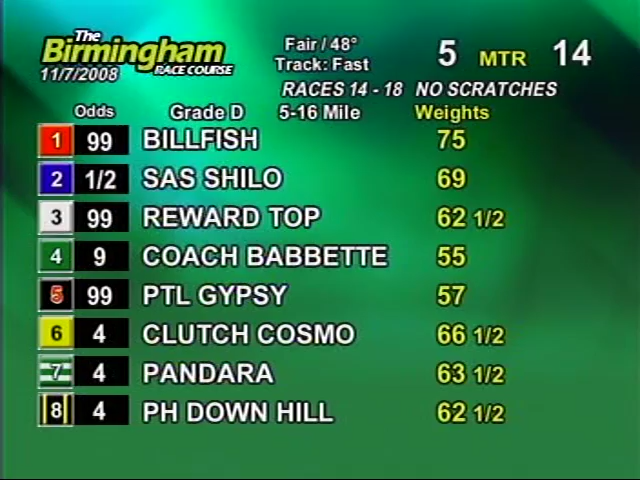 The
Birmingham
RACE COURSE
11/7/2008
Fair / 48°
Track: Fast
5 MTR 14
RACES 14 - 18 NO SCRATCHES
Odds Grade D 5-16 Mile Weights
1 99 BILLFISH 75
2 1/2 SAS SHILO 69
3 99 REWARD TOP 62 1/2
4 9 COACH BABBETTE 55
5 99 PTL GYPSY 57
6 4 CLUTCH COSMO 66 1/2
7 4 PANDARA 63 1/2
8 4 PH DOWN HILL 62 1/2